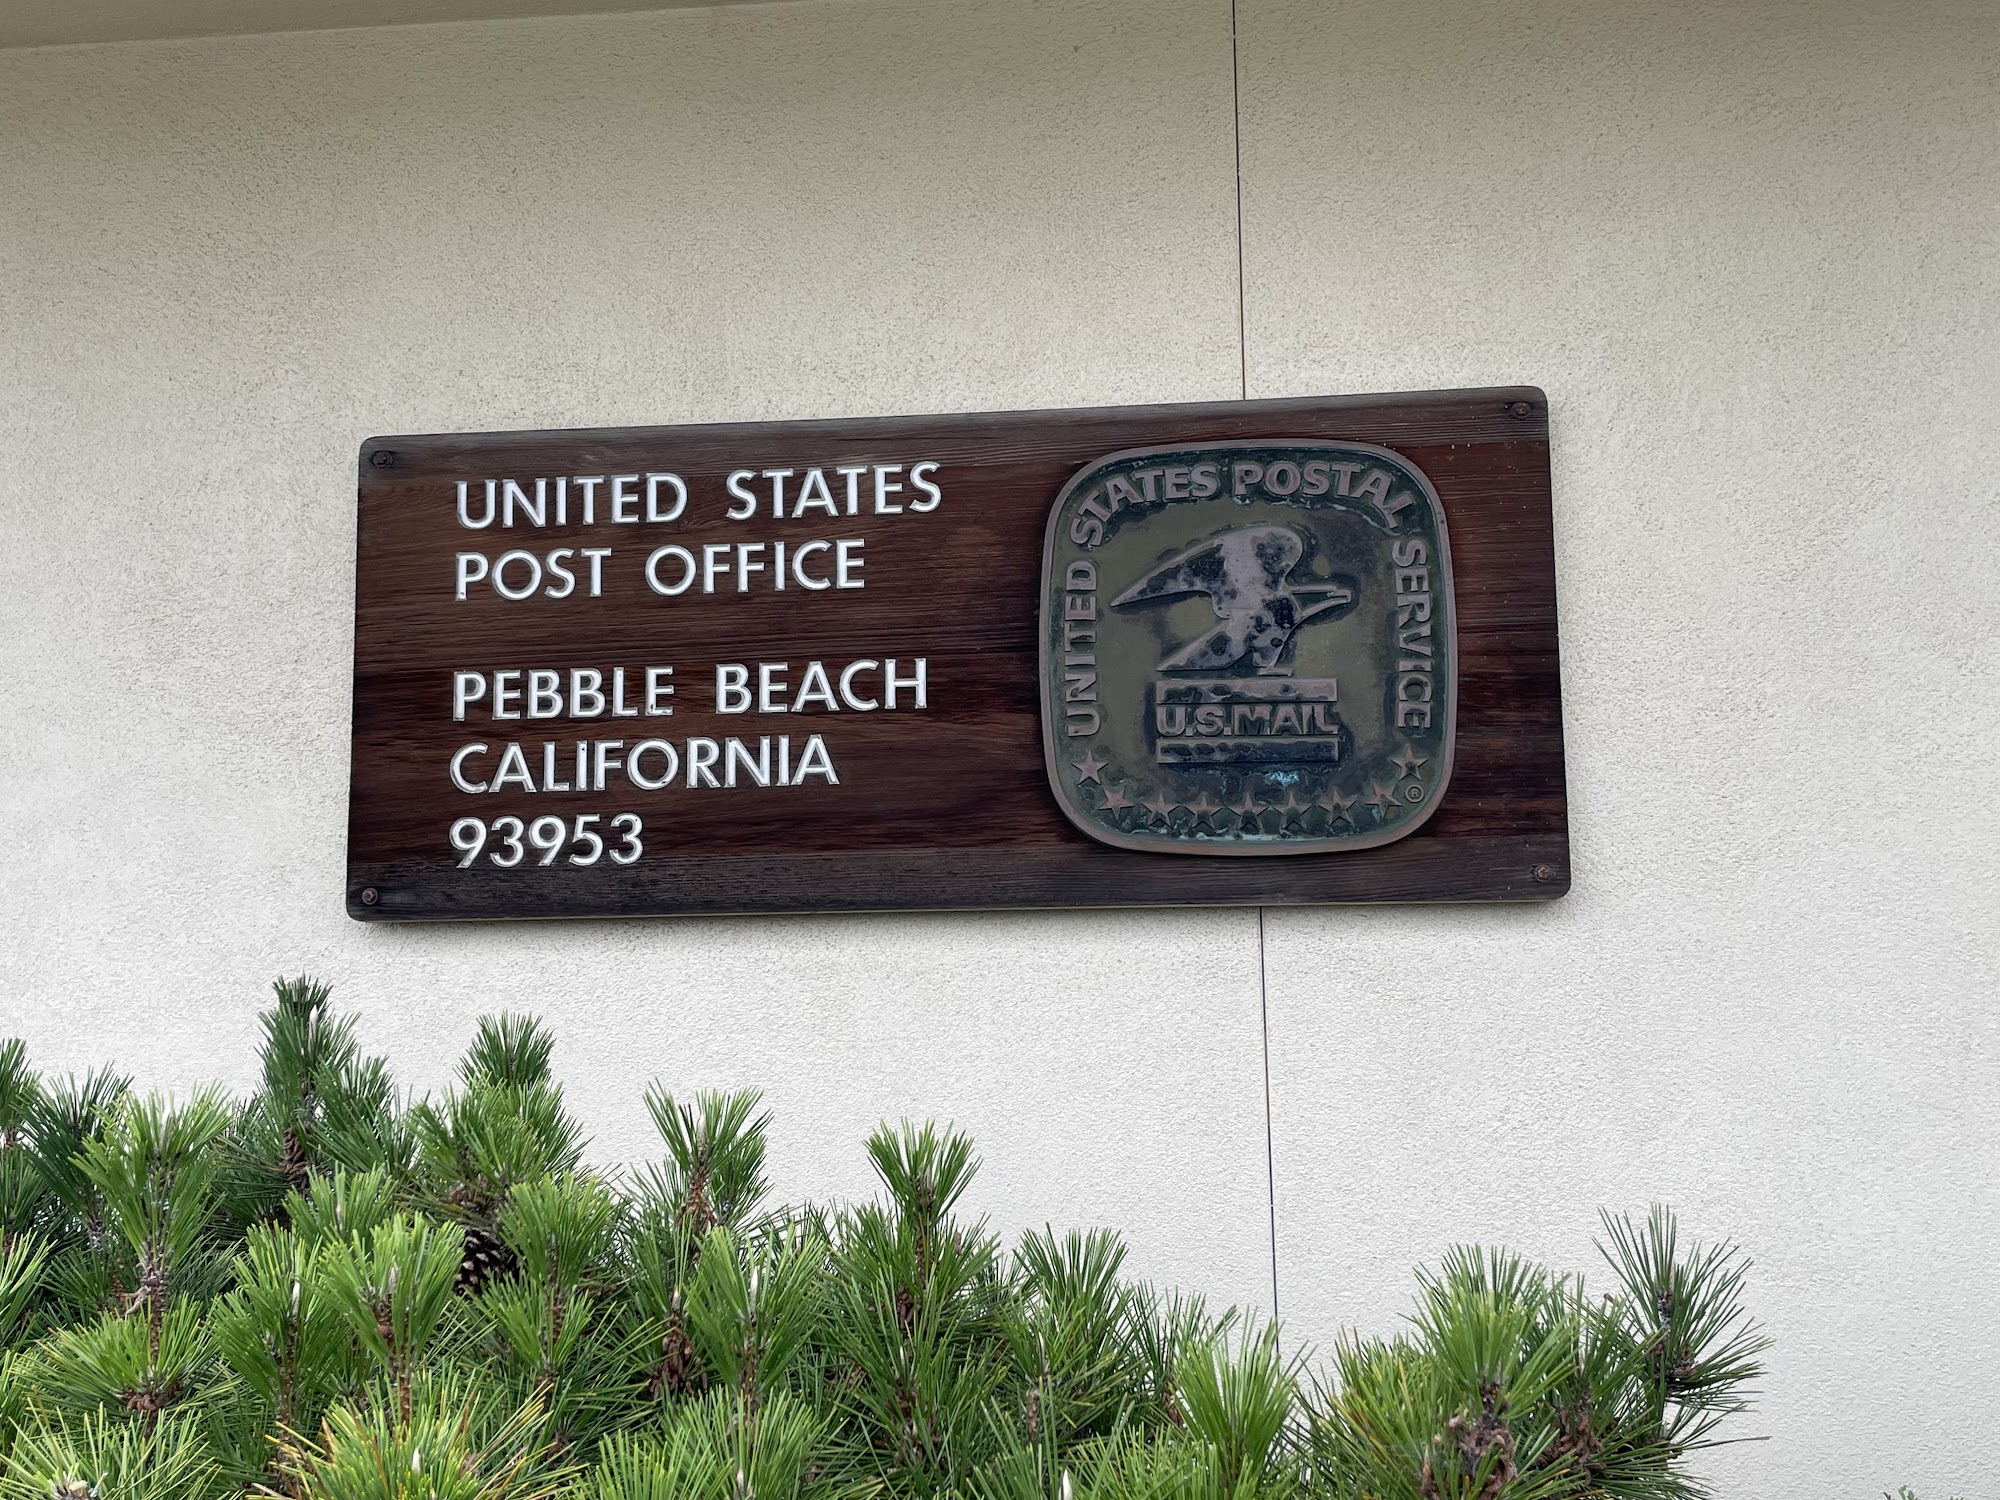 UNITED STATES
POST OFFICE
PEBBLE BEACH
CALIFORNIA
93953
UNITED STATES POSTAL SERVICE
U.S.MAIL
®